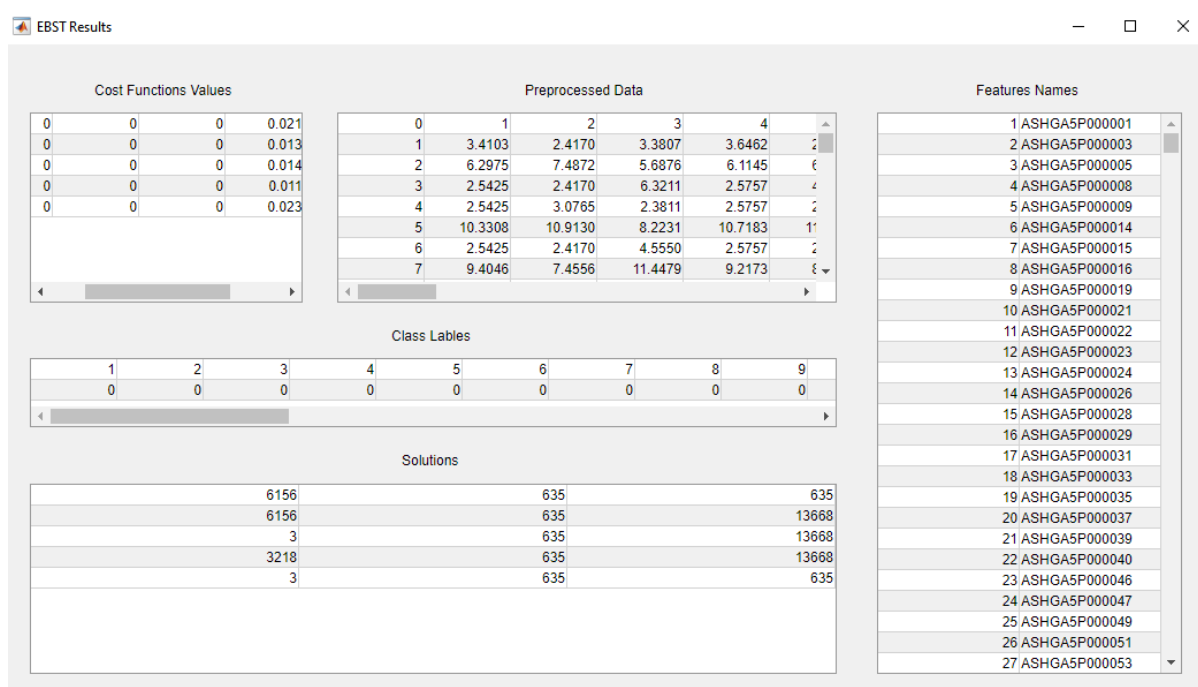 EBST Results
Cost Functions Values
0 0 0 0.021
0 0 0 0.013
0 0 0 0.014
0 0 0 0.011
0 0 0 0.023
Preprocessed Data
0 1 2 3 4
1 3.4103 2.4170 3.3807 3.6462
2 6.2975 7.4872 5.6876 6.1145
3 2.5425 2.4170 6.3211 2.5757
4 2.5425 3.0765 2.3811 2.5757
5 10.3308 10.9130 8.2231 10.7183 11
6 2.5425 2.4170 4.5550 2.5757
7 9.4046 7.4556 11.4479 9.2173
Class Lables
1 2 3 4 5 6 7 8 9
0 0 0 0 0 0 0 0 0
Solutions
6156 635 635
6156 635 13668
3 635 13668
3218 635 13668
3 635 635
Features Names
1 ASHGA5P000001
2 ASHGA5P000003
3 ASHGA5P000005
4 ASHGA5P000008
5 ASHGA5P000009
6 ASHGA5P000014
7 ASHGA5P000015
8 ASHGA5P000016
9 ASHGA5P000019
10 ASHGA5P000021
11 ASHGA5P000022
12 ASHGA5P000023
13 ASHGA5P000024
14 ASHGA5P000026
15 ASHGA5P000028
16 ASHGA5P000029
17 ASHGA5P000031
18 ASHGA5P000033
19 ASHGA5P000035
20 ASHGA5P000037
21 ASHGA5P000039
22 ASHGA5P000040
23 ASHGA5P000046
24 ASHGA5P000047
25 ASHGA5P000049
26 ASHGA5P000051
27 ASHGA5P000053